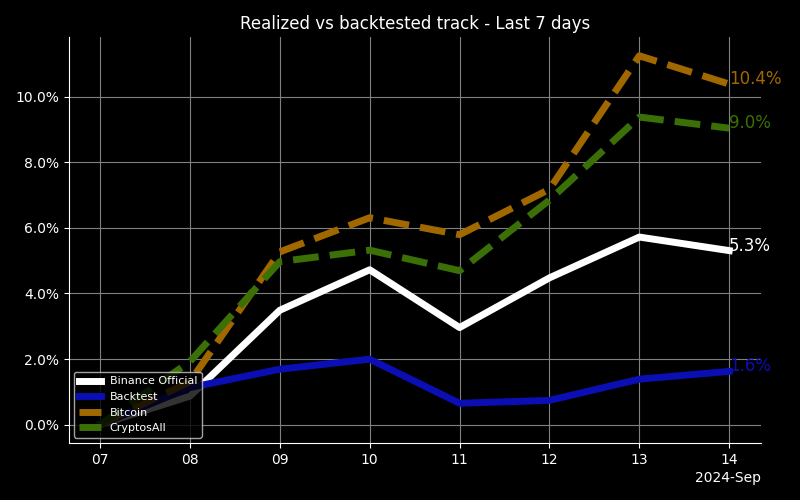 Realized vs backtested track - Last 7 days
10.4%
10.0%
9.0%
8.0%
6.0%
5.3%
4.0%
2.0%
1.6%
0.0%
Binance Official
Backtest
Bitcoin
CryptosAll
07 08 09 10 11 12 13 14
2024-Sep